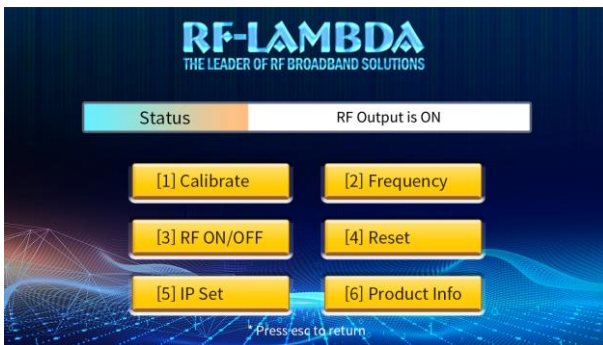 RF-LAMBDA
THE LEADER OF RF BROADBAND SOLUTIONS
Status RF Output is ON
[1] Calibrate [2] Frequency
[3] RF ON/OFF [4] Reset
[5] IP Set [6] Product Info
* Press esc to return